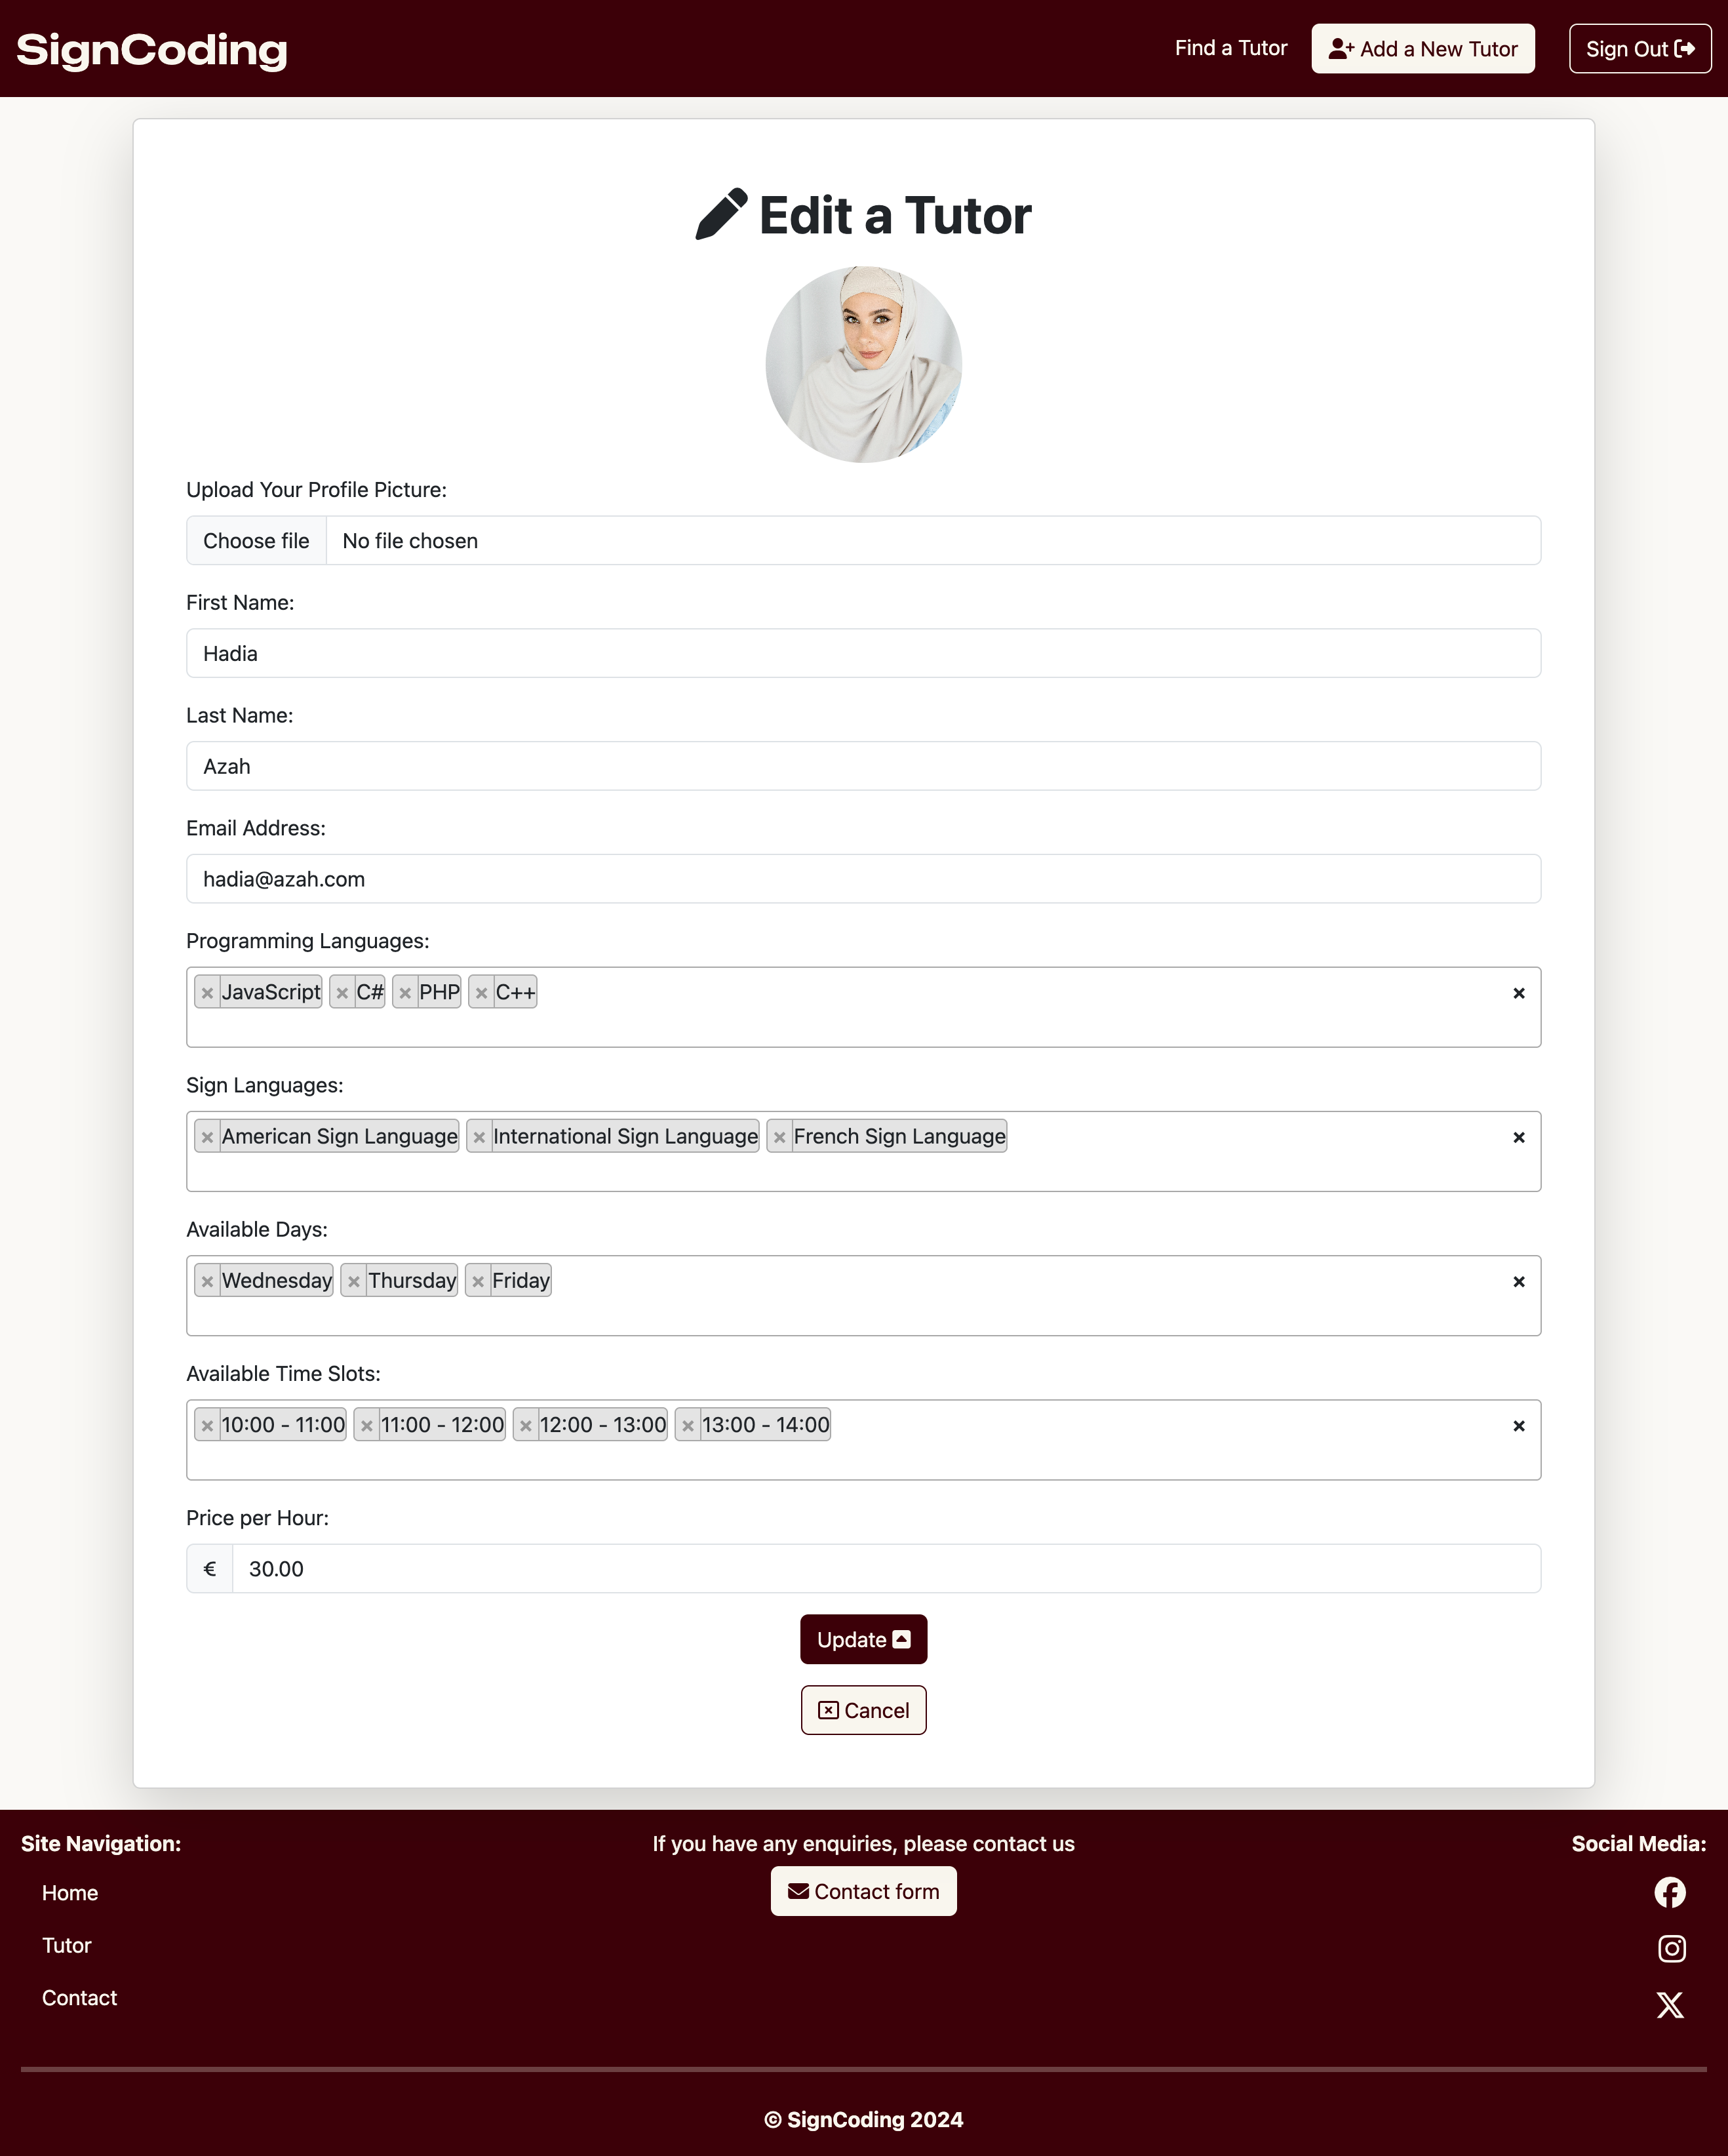 SignCoding
Find a Tutor
Add a New Tutor
Sign Out
Edit a Tutor
Upload Your Profile Picture:
Choose file No file chosen
First Name:
Hadia
Last Name:
Azah
Email Address:
hadia@azah.com
Programming Languages:
× JavaScript × C# × PHP × C++ ×
Sign Languages:
× American Sign Language × International Sign Language × French Sign Language ×
Available Days:
× Wednesday × Thursday × Friday ×
Available Time Slots:
× 10:00 - 11:00 × 11:00 - 12:00 × 12:00 - 13:00 × 13:00 - 14:00 ×
Price per Hour:
€ 30.00
Update
Cancel
Site Navigation:
Home
Tutor
Contact
If you have any enquiries, please contact us
Contact form
Social Media:
© SignCoding 2024